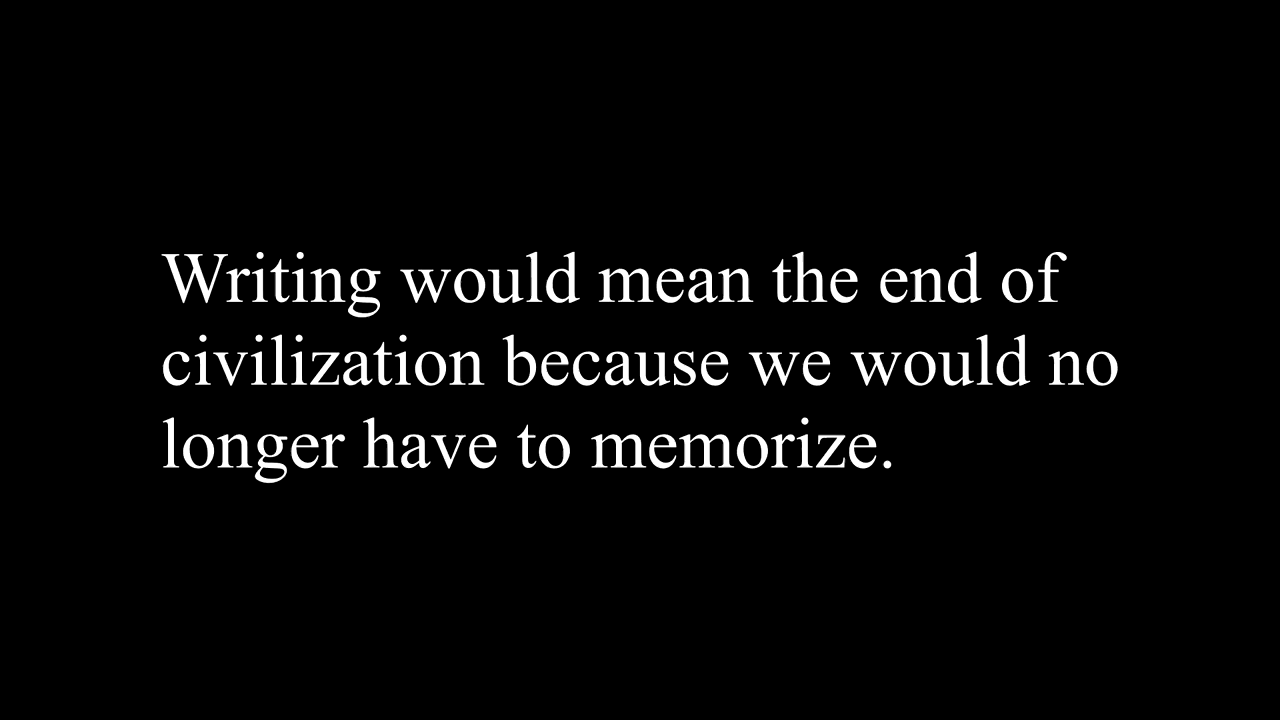 Writing would mean the end of
civilization because we would no
longer have to memorize.